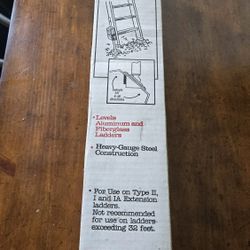 • Levels
Aluminum and
Fiberglass
Ladders
• Heavy-Gauge Steel
Construction
• For Use on Type II,
I and IA Extension
ladders.
Not recommended
for use on ladders
exceeding 32 feet.